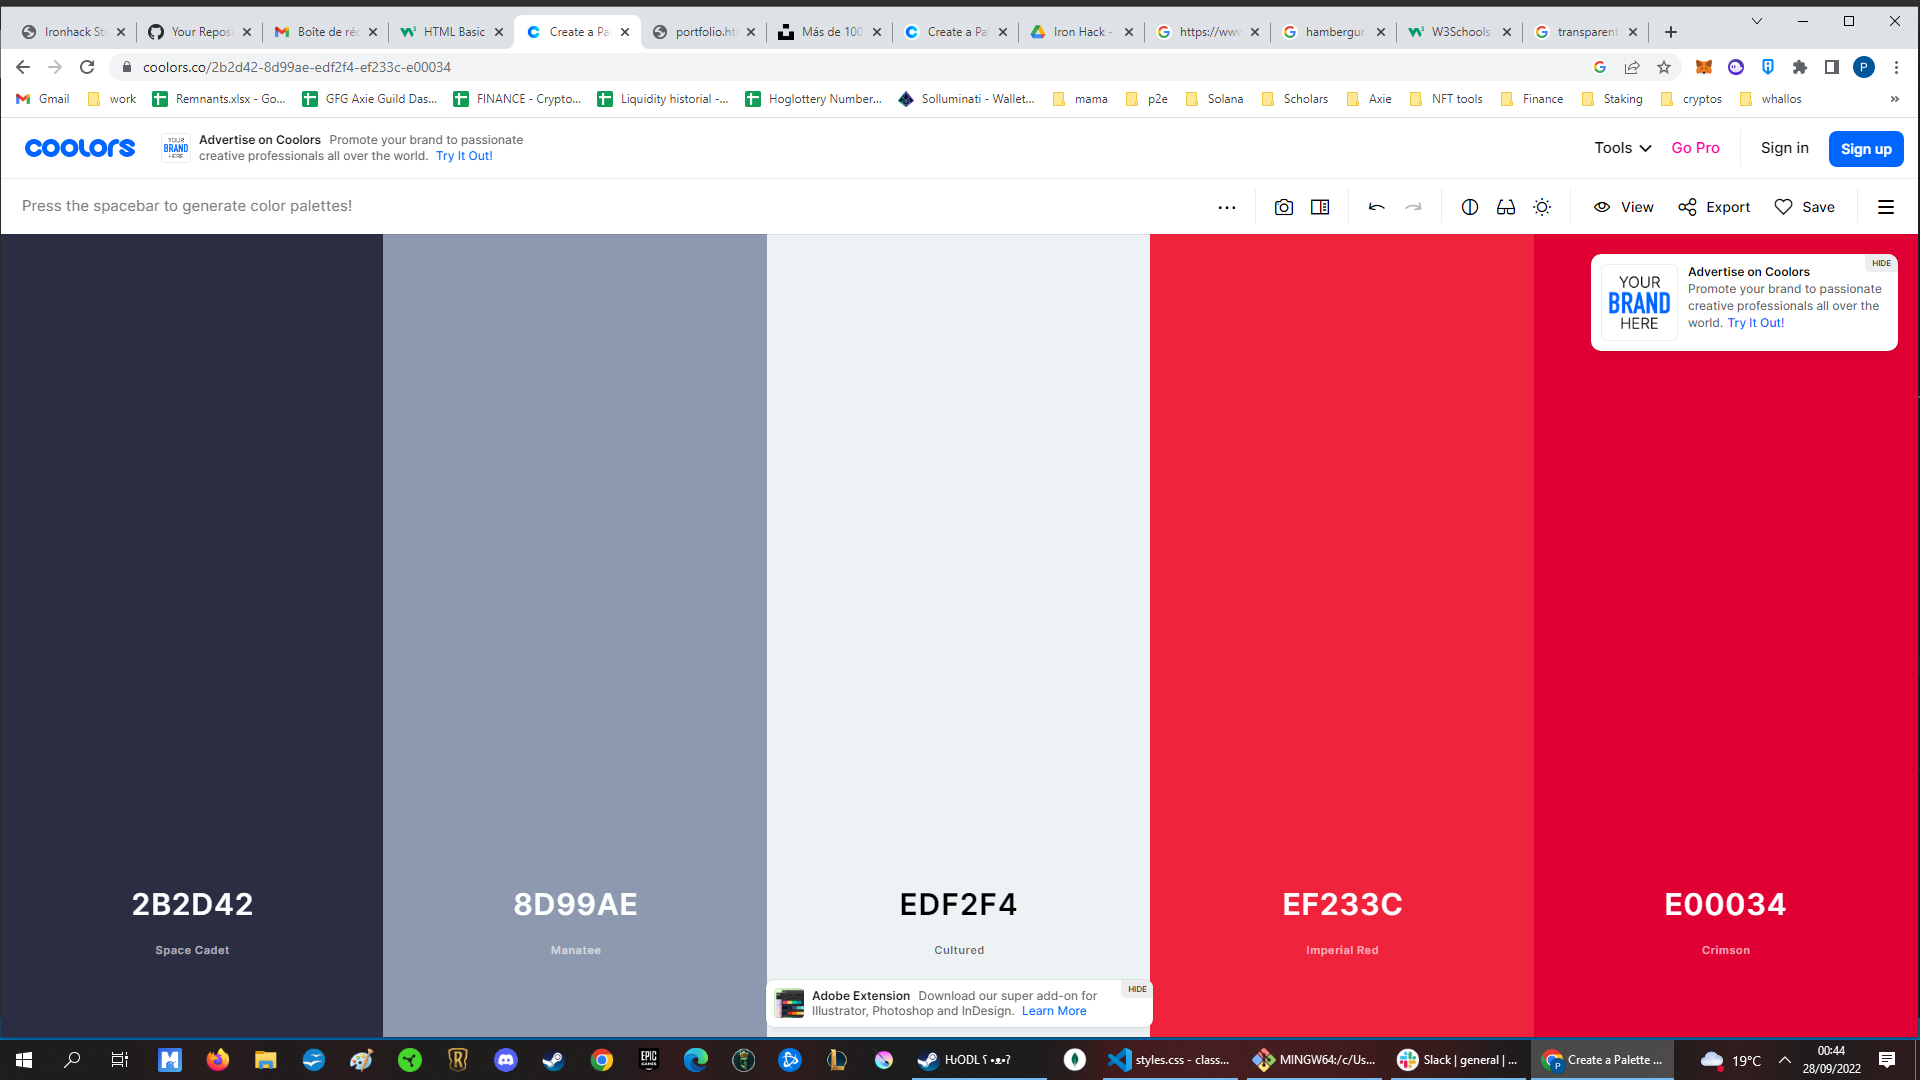 Ironhack St
Your Repos
Boîte de réc
HTML Basic
Create a Pal
portfolio.ht
Más de 100
Create a Pal
Iron Hack -
https://www
hambergur
W3Schools
transparent
coolors.co/2b2d42-8d99ae-edf2f4-ef233c-e00034
P
Gmail
work
Remnants.xlsx - Go...
GFG Axie Guild Das...
FINANCE - Crypto...
Liquidity historial -...
Hoglottery Number...
Solluminati - Wallet...
mama
p2e
Solana
Scholars
Axie
NFT tools
Finance
Staking
cryptos
whallos
»
coolors
YOUR
BRAND
HERE
Advertise on Coolors Promote your brand to passionate
creative professionals all over the world. Try It Out!
Tools
Go Pro
Sign in
Sign up
Press the spacebar to generate color palettes!
View
Export
Save
HIDE
YOUR
BRAND
HERE
Advertise on Coolors
Promote your brand to passionate
creative professionals all over the
world. Try It Out!
2B2D42
8D99AE
EDF2F4
EF233C
E00034
Space Cadet
Manatee
Cultured
Imperial Red
Crimson
HIDE
Adobe Extension Download our super add-on for
Illustrator, Photoshop and InDesign. Learn More
EPIC
GAMES
styles.css - class...
MINGW64:/c/Us...
Slack | general | ...
P
Create a Palette ...
19°C
00:44
28/09/2022